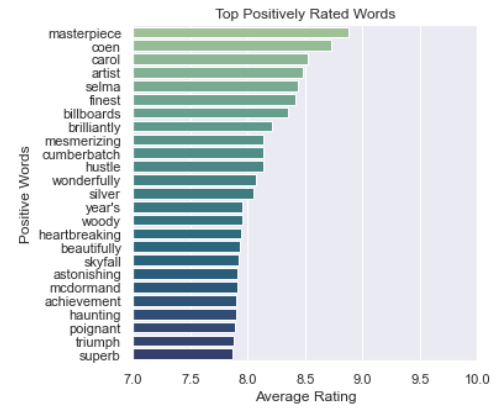 Top Positively Rated Words
Positive Words
masterpiece
coen
carol
artist
selma
finest
billboards
brilliantly
mesmerizing
cumberbatch
hustle
wonderfully
silver
year's
woody
heartbreaking
beautifully
skyfall
astonishing
mcdormand
achievement
haunting
poignant
triumph
superb
7.0 7.5 8.0 8.5 9.0 9.5 10.0
Average Rating